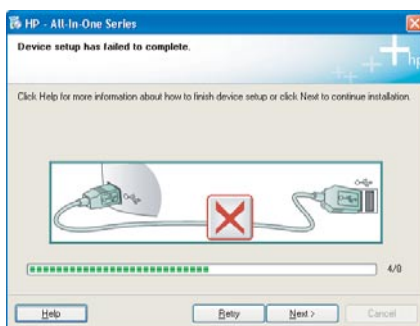 HP - All-In-One Series
Device setup has failed to complete.
hp
Click Help for more information about how to finish device setup or click Next to continue installation.
4/8
Help
Retry
Next >
Cancel